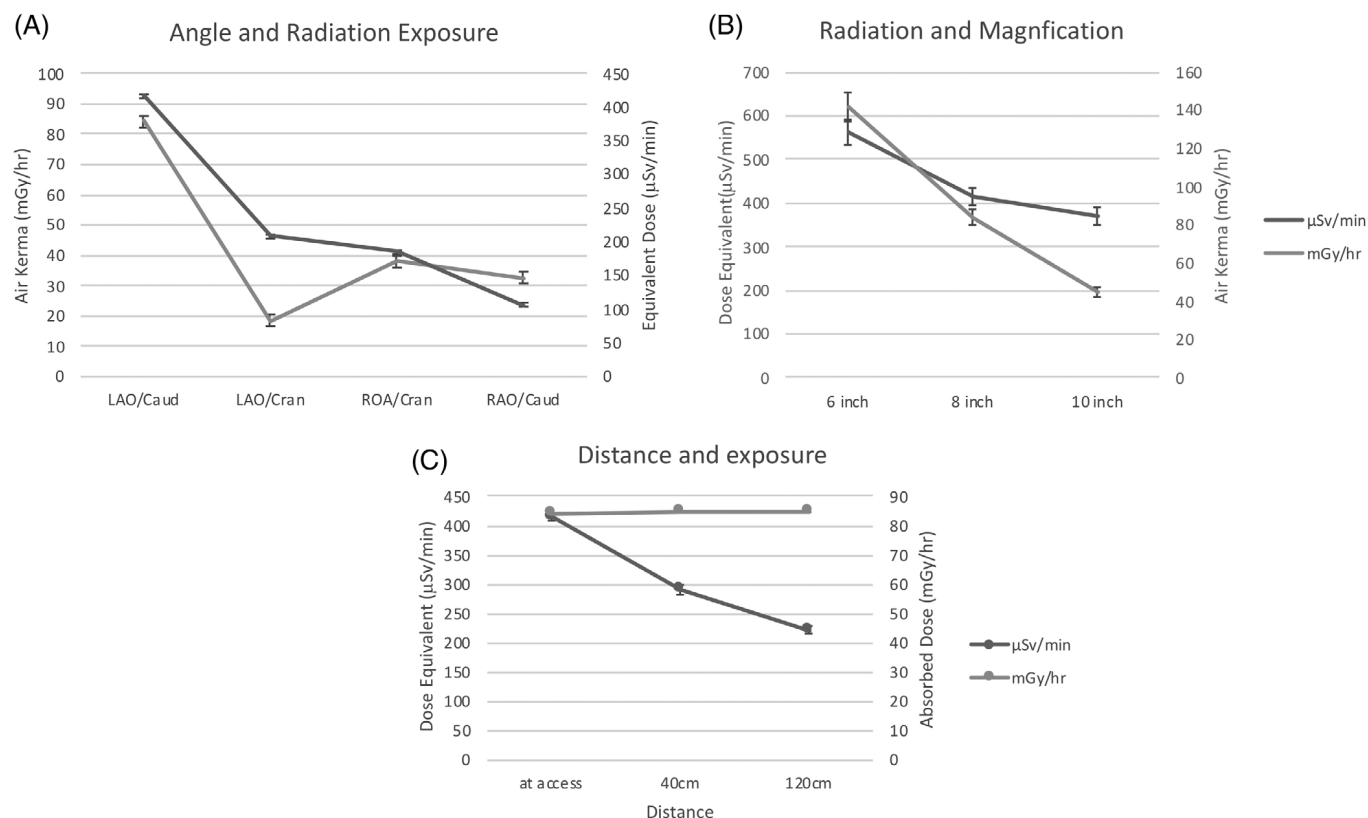 (A)
Angle and Radiation Exposure
Air Kerma (mGy/hr)
100
90
80
70
60
50
40
30
20
10
0
450
400
350
300
250
200
150
100
50
0
Equivalent Dose (µSv/min)
LAO/Caud
LAO/Cran
ROA/Cran
RAO/Caud
(B)
Radiation and Magnfication
Dose Equivalent(µSv/min)
700
600
500
400
300
200
100
0
160
140
120
100
80
60
40
20
0
Air Kerma (mGy/hr)
6 inch
8 inch
10 inch
µSv/min
mGy/hr
(C)
Distance and exposure
Dose Equivalent (µSv/min)
450
400
350
300
250
200
150
100
50
0
90
80
70
60
50
40
30
20
10
0
Absorbed Dose (mGy/hr)
at access
40cm
120cm
Distance
µSv/min
mGy/hr